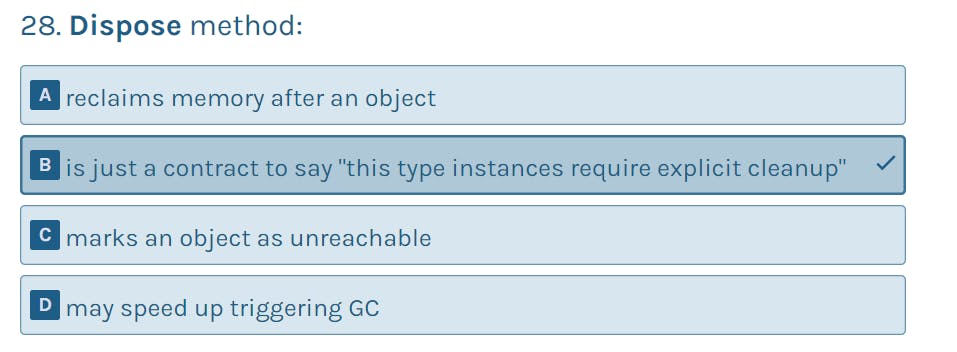 28. Dispose method:
A reclaims memory after an object
B is just a contract to say "this type instances require explicit cleanup"
C marks an object as unreachable
D may speed up triggering GC